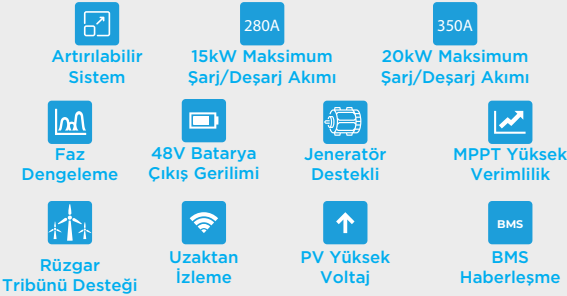 280A
350A
Artırılabilir
Sistem
15kW Maksimum
Şarj/Deşarj Akımı
20kW Maksimum
Şarj/Deşarj Akımı
Faz
Dengeleme
48V Batarya
Çıkış Gerilimi
Jeneratör
Destekli
MPPT Yüksek
Verimlilik
Rüzgar
Tribünü Desteği
Uzaktan
İzleme
PV Yüksek
Voltaj
BMS
BMS
Haberleşme